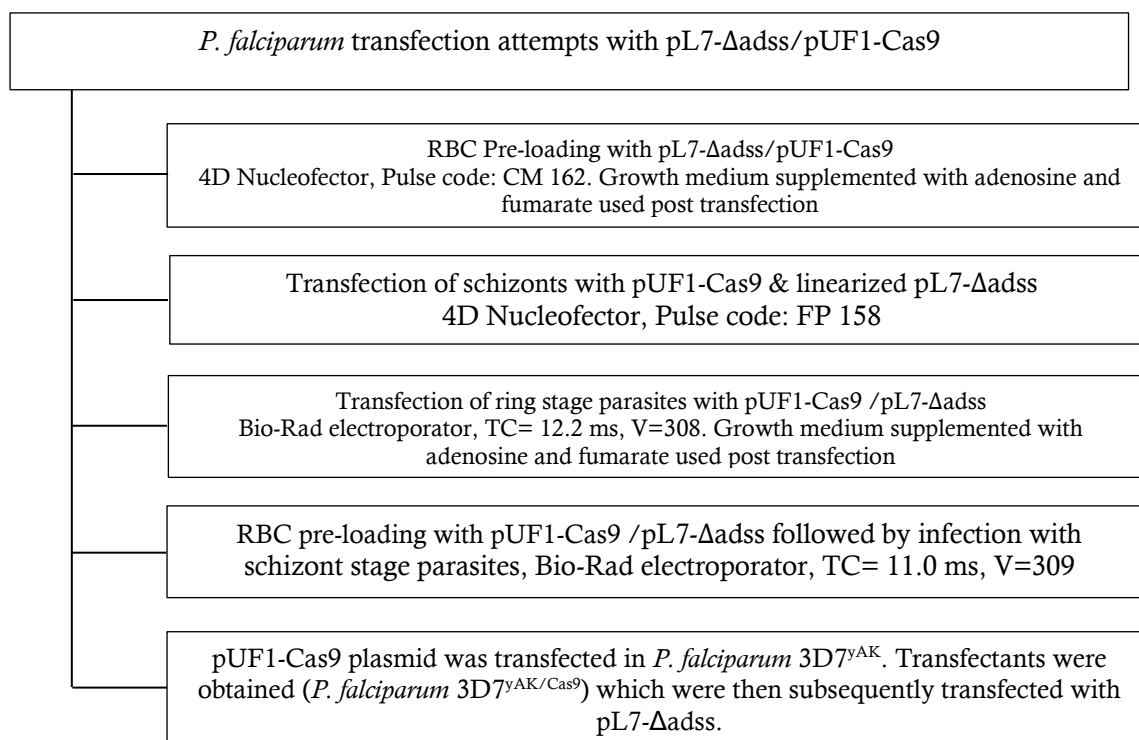 P. falciparum transfection attempts with pL7-Δadss/pUF1-Cas9
RBC Pre-loading with pL7-Δadss/pUF1-Cas9
4D Nucleofector, Pulse code: CM 162. Growth medium supplemented with adenosine and
fumarate used post transfection
Transfection of schizonts with pUF1-Cas9 & linearized pL7-Δadss
4D Nucleofector, Pulse code: FP 158
Transfection of ring stage parasites with pUF1-Cas9 /pL7-Δadss
Bio-Rad electroporator, TC= 12.2 ms, V=308. Growth medium supplemented with
adenosine and fumarate used post transfection
RBC pre-loading with pUF1-Cas9 /pL7-Δadss followed by infection with
schizont stage parasites, Bio-Rad electroporator, TC= 11.0 ms, V=309
pUF1-Cas9 plasmid was transfected in P. falciparum 3D7yAK. Transfectants were
obtained (P. falciparum 3D7yAK/Cas9) which were then subsequently transfected with
pL7-Δadss.